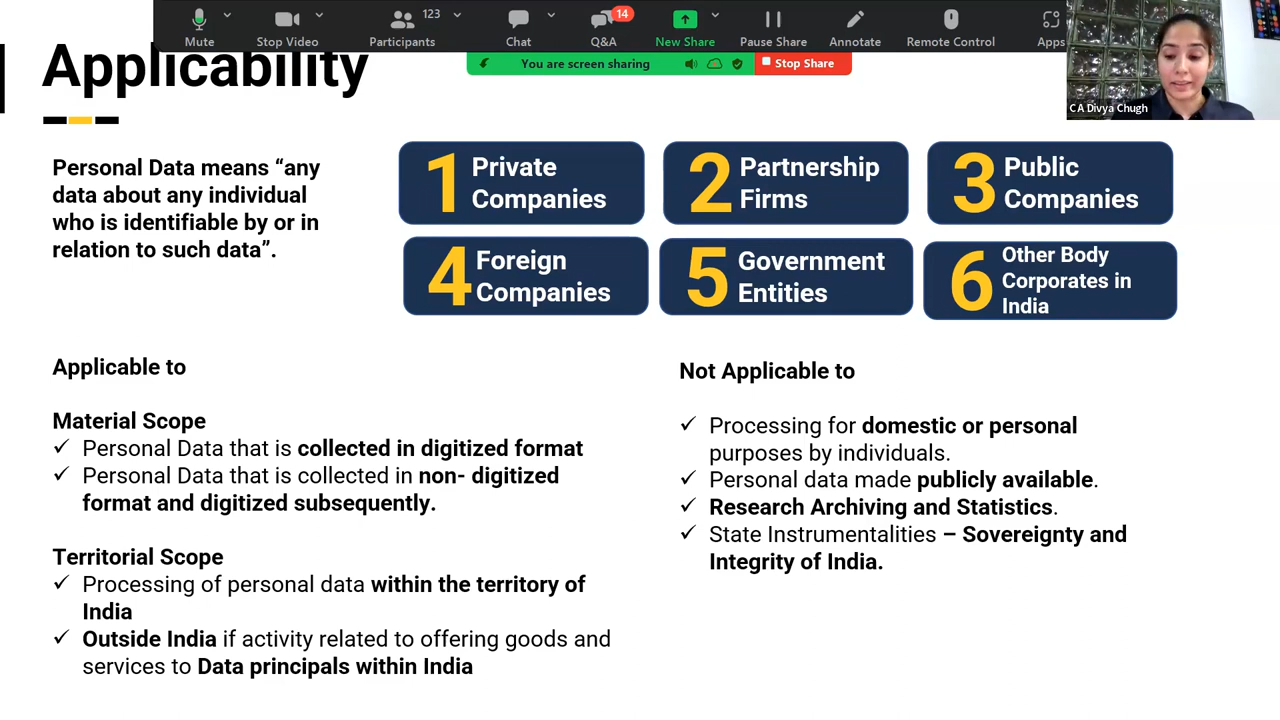 Mute
Stop Video
Participants
123
Chat
Q&A
14
New Share
Pause Share
Annotate
Remote Control
Apps
You are screen sharing
Stop Share
CA Divya Chugh
Applicability
Personal Data means “any
data about any individual
who is identifiable by or in
relation to such data”.
1 Private
Companies
2 Partnership
Firms
3 Public
Companies
4 Foreign
Companies
5 Government
Entities
6 Other Body
Corporates in
India
Applicable to
Material Scope
✓ Personal Data that is collected in digitized format
✓ Personal Data that is collected in non- digitized
format and digitized subsequently.
Territorial Scope
✓ Processing of personal data within the territory of
India
✓ Outside India if activity related to offering goods and
services to Data principals within India
Not Applicable to
✓ Processing for domestic or personal
purposes by individuals.
✓ Personal data made publicly available.
✓ Research Archiving and Statistics.
✓ State Instrumentalities – Sovereignty and
Integrity of India.